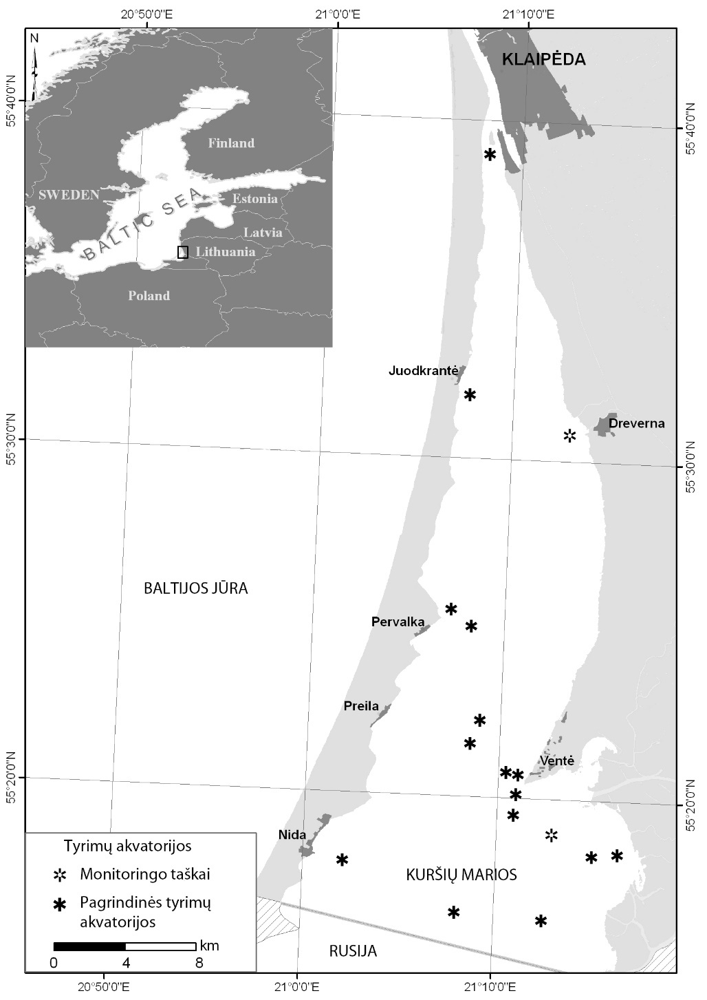 20°50'0"E
21°0'0"E
21°10'0"E
N
KLAIPĖDA
55°40'0"N
55°40'0"N
Finland
SWEDEN
Estonia
BALTIC SEA
Latvia
Lithuania
Poland
Juodkrantė
Dreverna
55°30'0"N
55°30'0"N
BALTIJOS JŪRA
Pervalka
Preila
Ventė
55°20'0"N
55°20'0"N
Nida
KURŠIŲ MARIOS
Tyrimų akvatorijos
Monitoringo taškai
Pagrindinės tyrimų
akvatorijos
km
0 4 8
RUSIJA
20°50'0"E
21°0'0"E
21°10'0"E